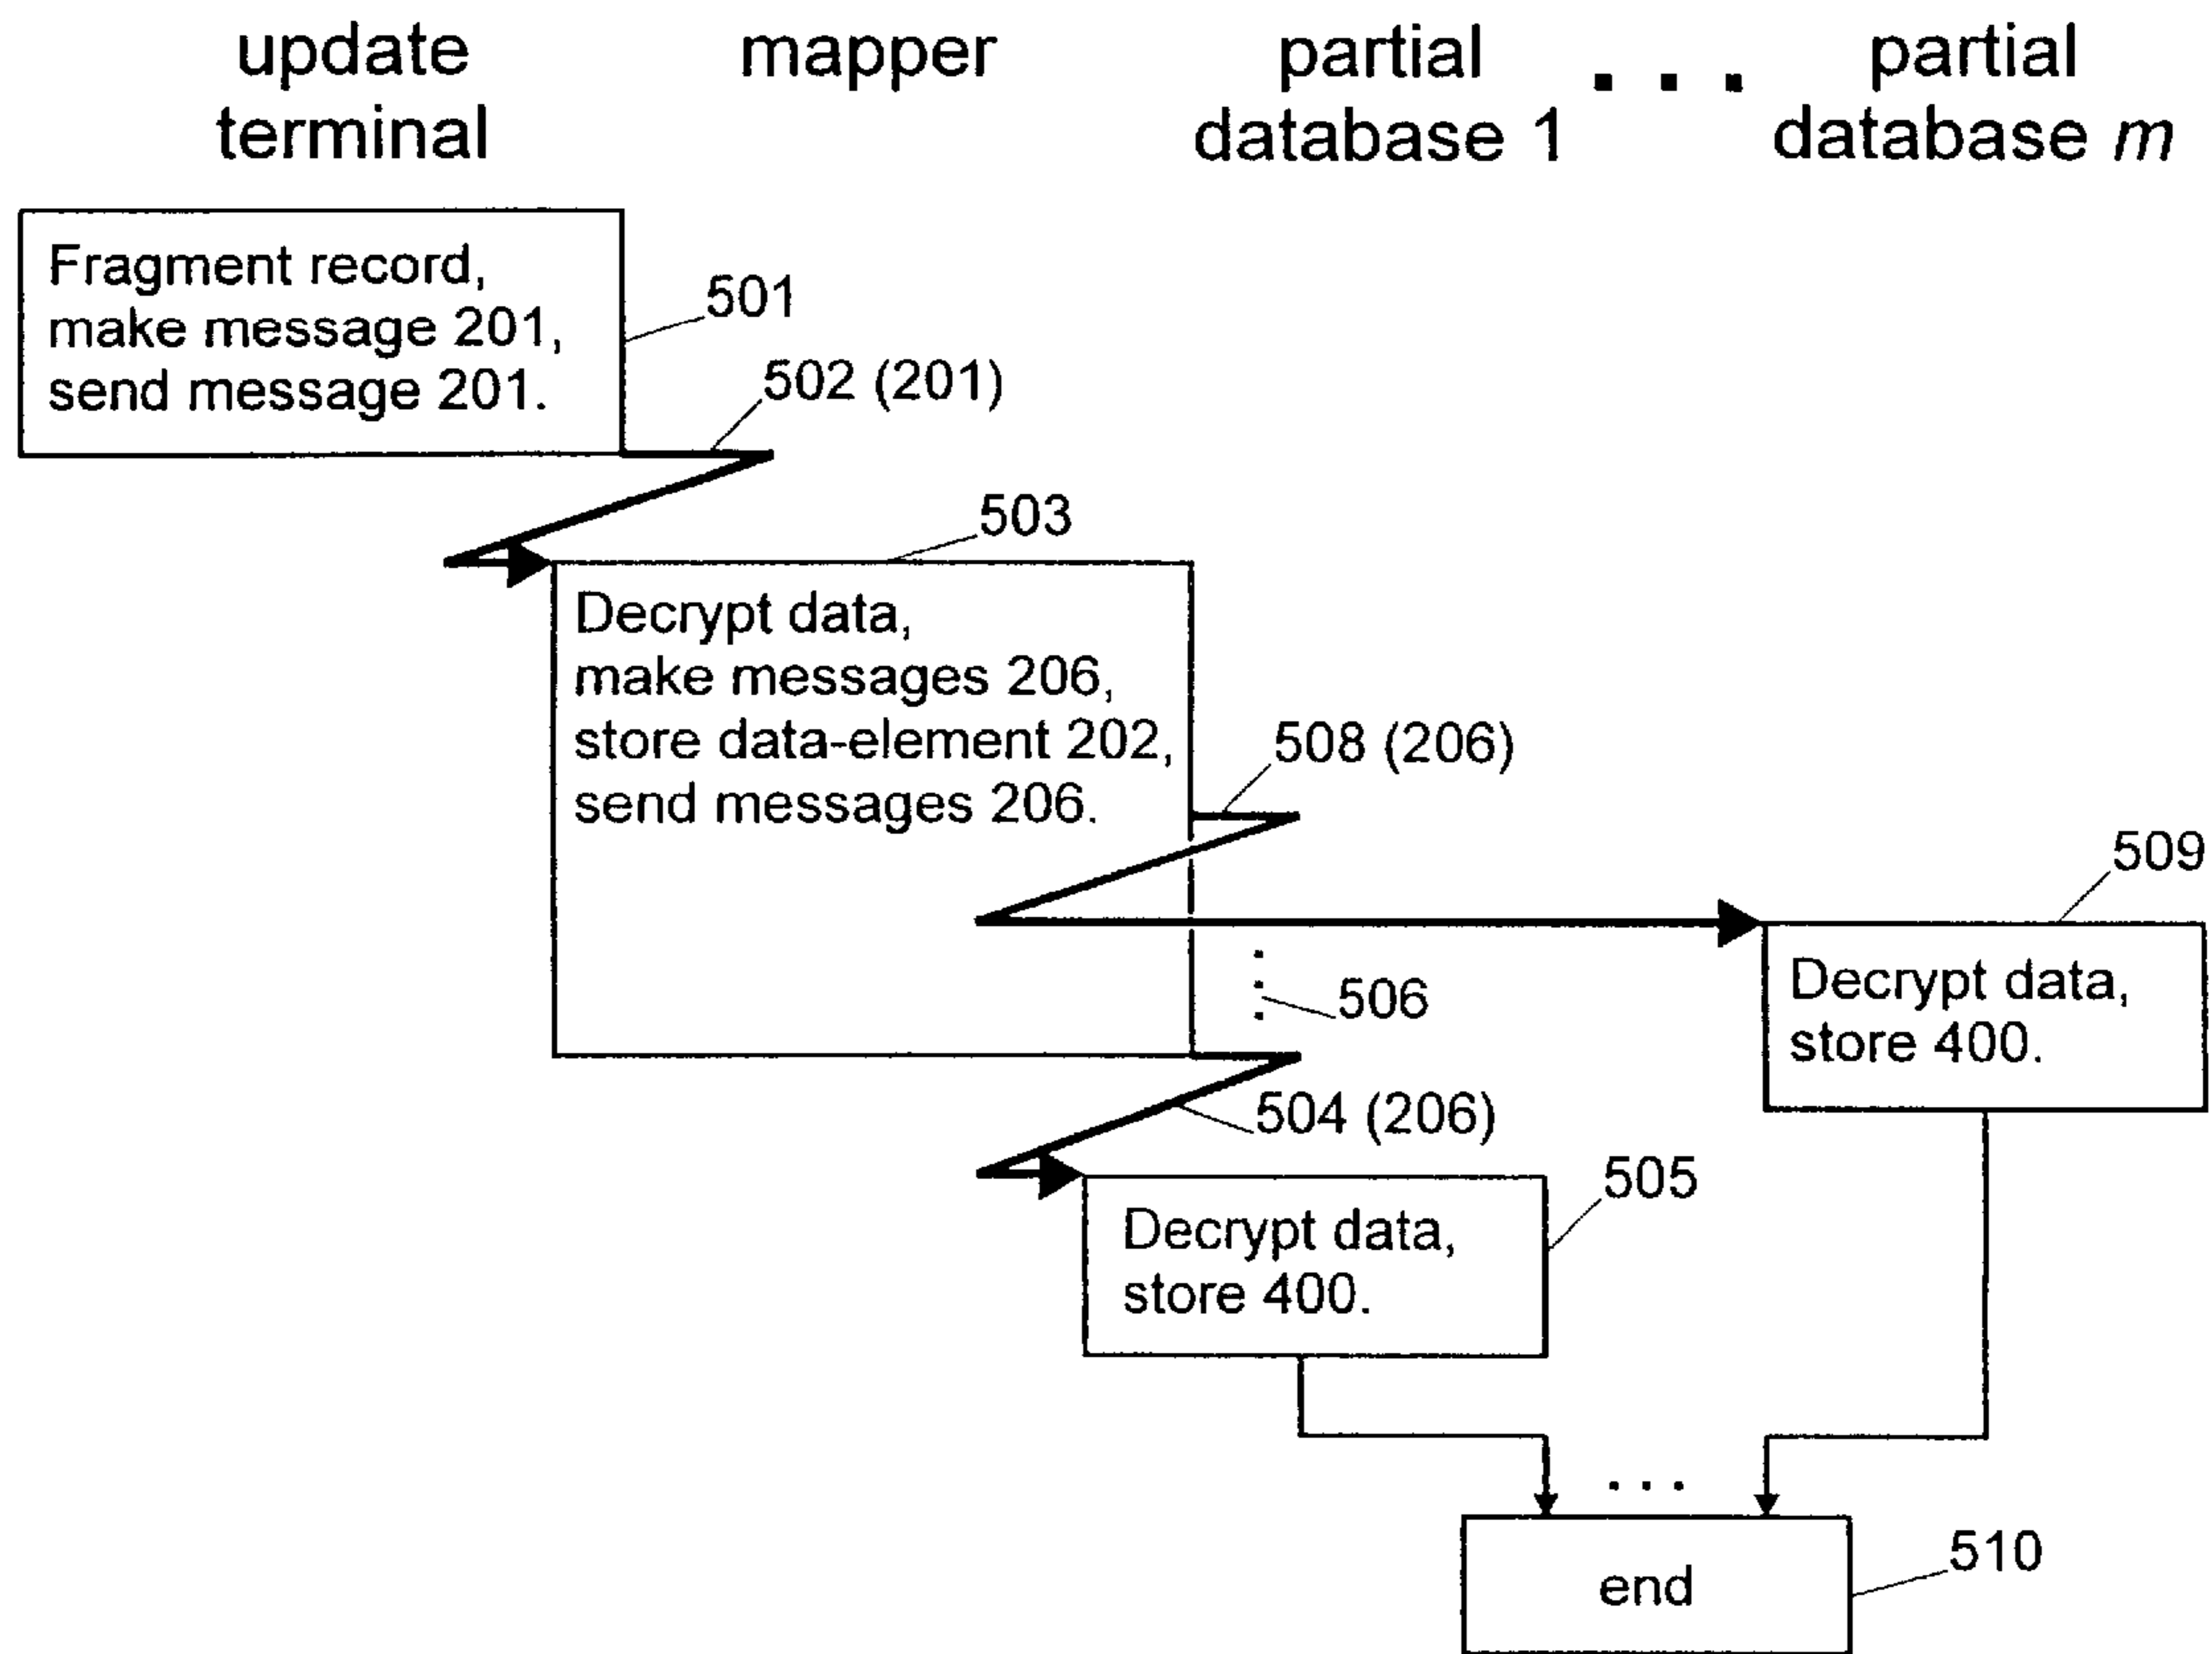 update
terminal
mapper
partial
database 1
. . .
partial
database m
Fragment record,
make message 201,
send message 201.
501
502 (201)
503
Decrypt data,
make messages 206,
store data-element 202,
send messages 206.
508 (206)
509
Decrypt data,
store 400.
506
504 (206)
505
Decrypt data,
store 400.
. . .
end
510